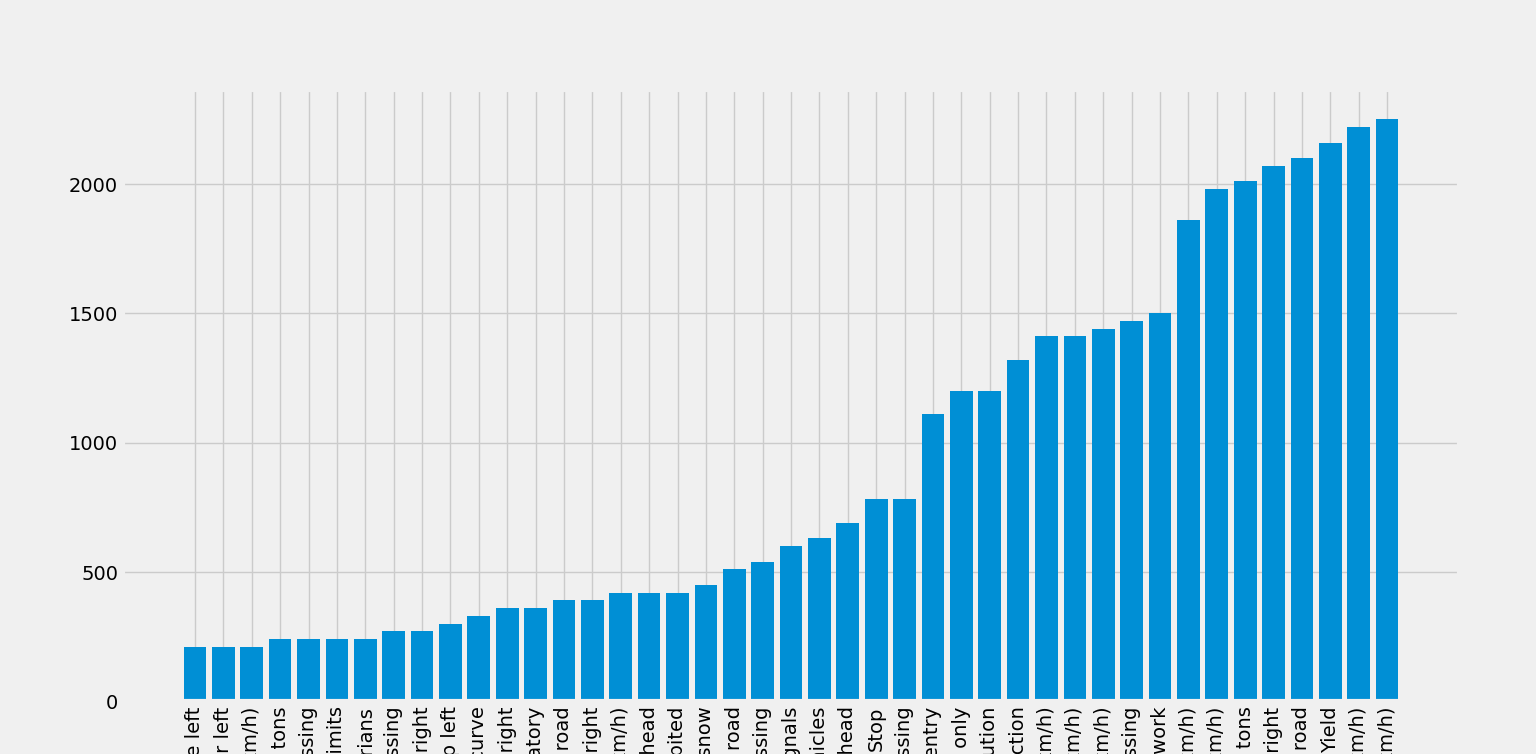 2000
1500
1000
500
0
e left
r left
m/h)
tons
ssing
imits
rians
ssing
right
p left
curve
right
atory
road
right
m/h)
head
bited
snow
road
ssing
gnals
icles
head
Stop
ssing
entry
only
ution
ction
m/h)
m/h)
m/h)
ssing
work
m/h)
m/h)
tons
right
road
Yield
m/h)
m/h)